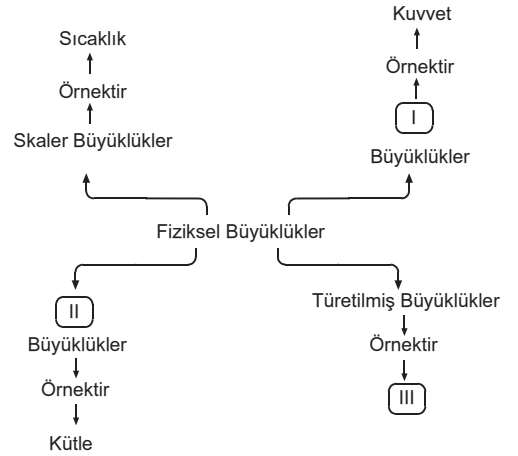 Sıcaklık
Örnektir
Skaler Büyüklükler
Kuvvet
Örnektir
I
Büyüklükler
Fiziksel Büyüklükler
II
Büyüklükler
Örnektir
Kütle
Türetilmiş Büyüklükler
Örnektir
III